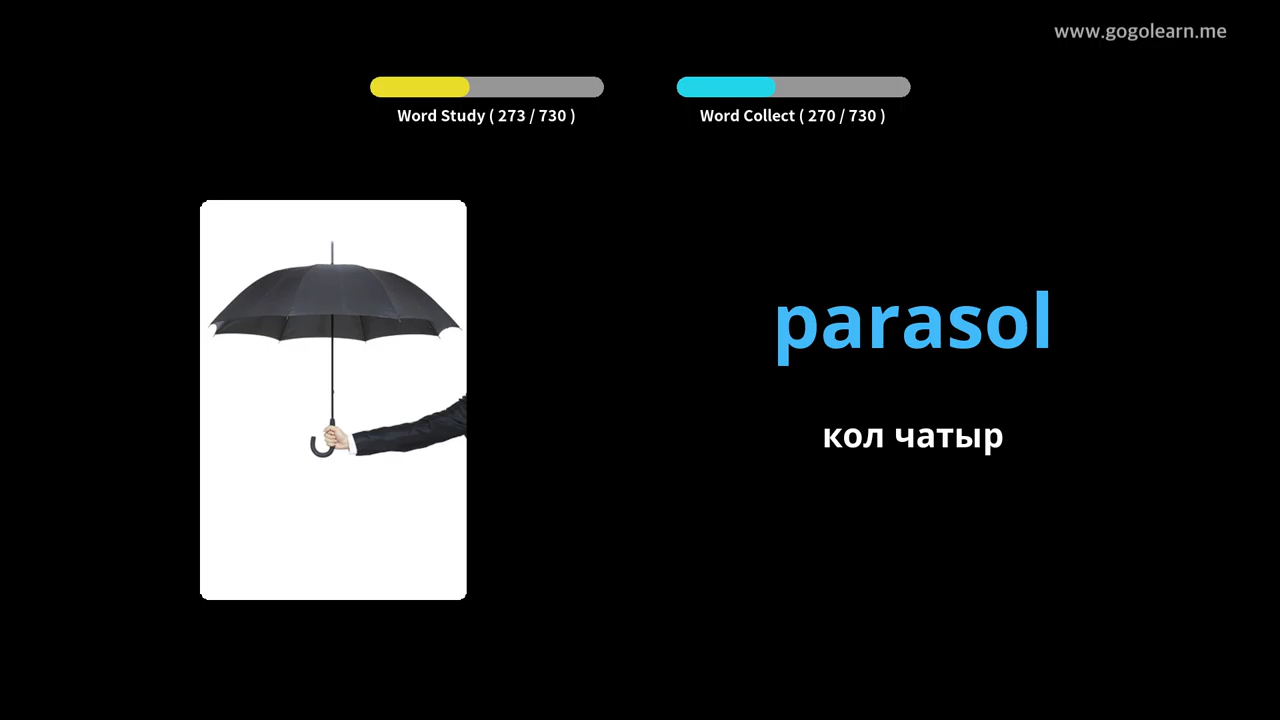 www.gogolearn.me
Word Study ( 273 / 730 )
Word Collect ( 270 / 730 )
parasol
кол чатыр